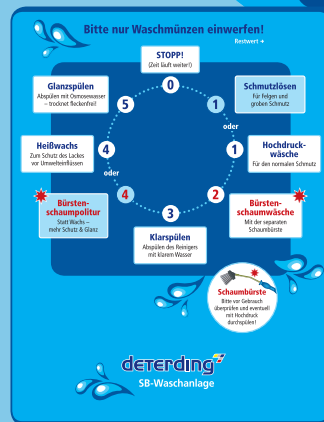 Bitte nur Waschmünzen einwerfen!
Restwert →
STOPP!
(Zeit läuft weiter!)
0
Glanzspülen
Abspülen mit Osmosewasser
– trocknet fleckenfrei!
5
1
Schmutzlösen
Für Felgen und
groben Schmutz
oder
Heißwachs
Zum Schutz des Lackes
vor Umwelteinflüssen
4
1
Hochdruck-
wäsche
Für den normalen Schmutz
oder
Bürsten-
schaumpolitur
Statt Wachs –
mehr Schutz & Glanz
4
2
Bürsten-
schaumwäsche
Mit der separaten
Schaumbürste
3
Klarspülen
Abspülen des Reinigers
mit klarem Wasser
Schaumbürste
Bitte vor Gebrauch
überprüfen und eventuell
mit Hochdruck
durchspülen!
deterding
SB-Waschanlage